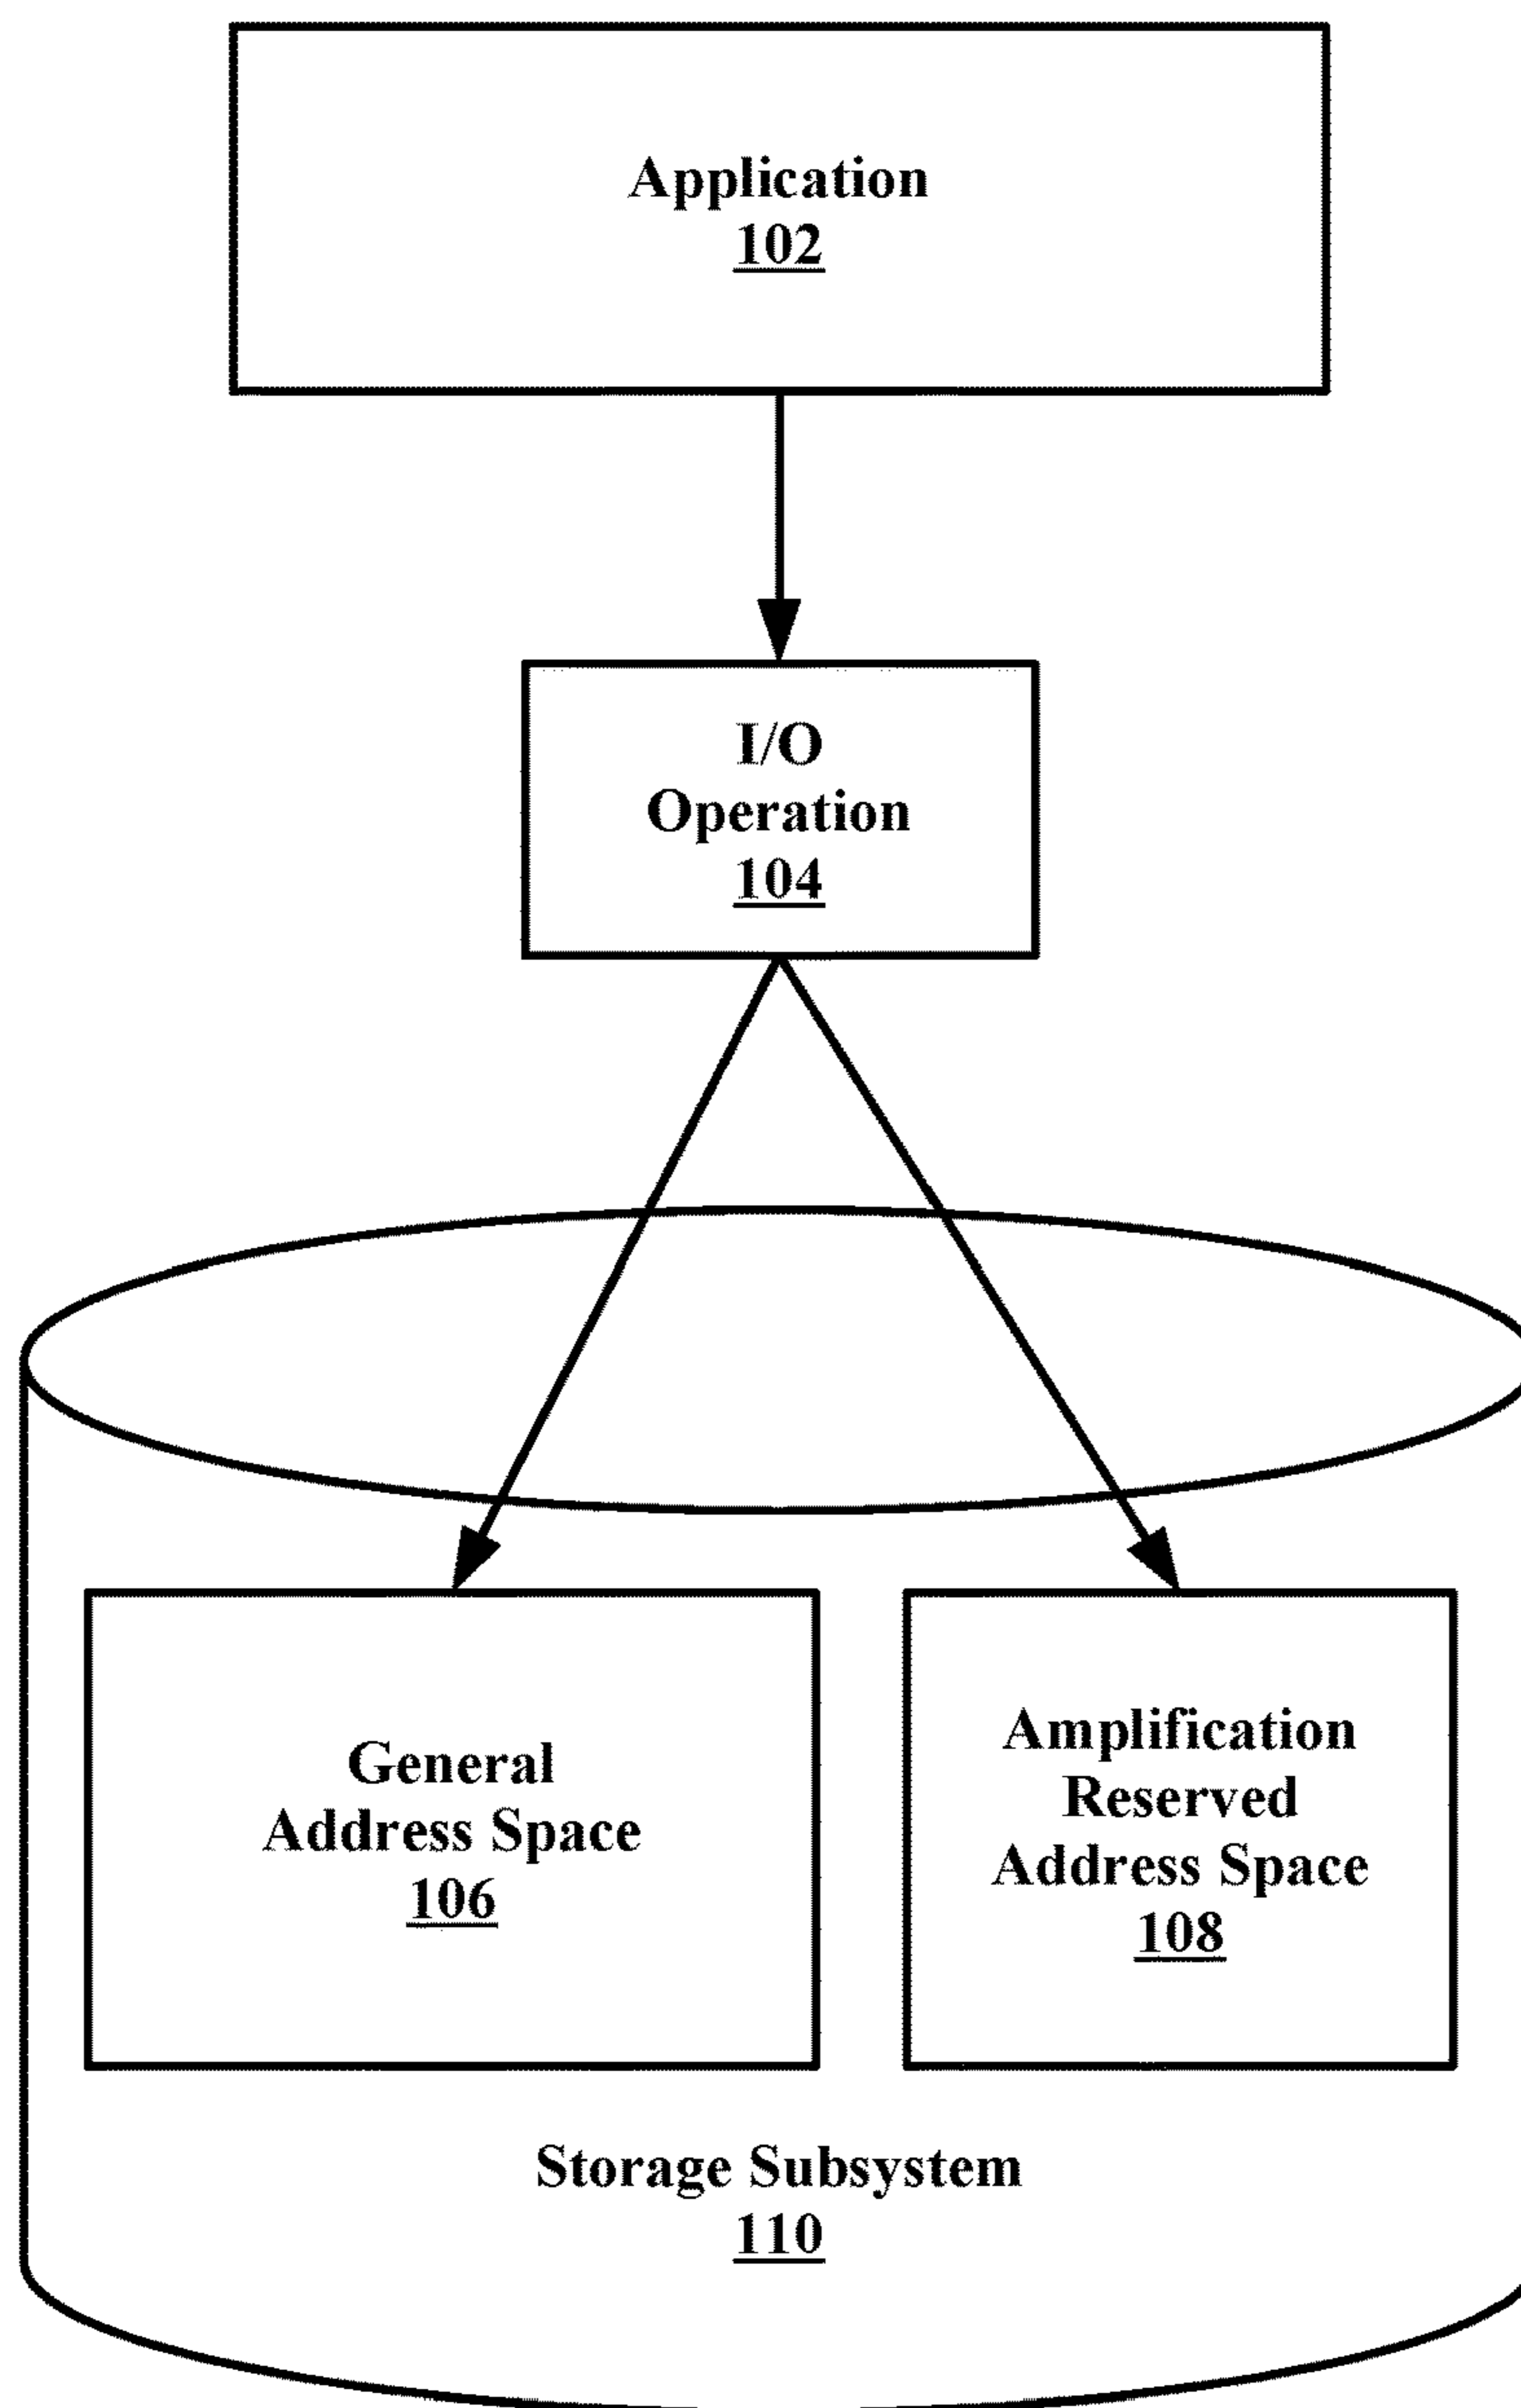 Application
102
I/O
Operation
104
General
Address Space
106
Amplification
Reserved
Address Space
108
Storage Subsystem
110